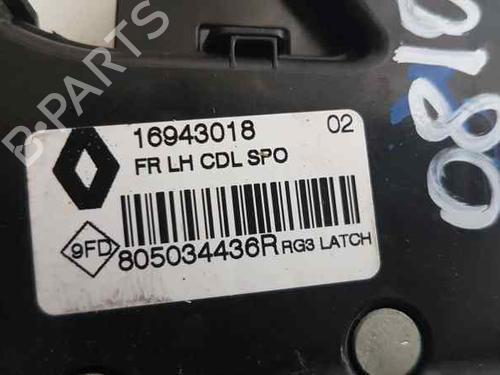 B-PARTS
0810
16943018 02
FR LH CDL SPO
9FD
805034436R RG3 LATCH